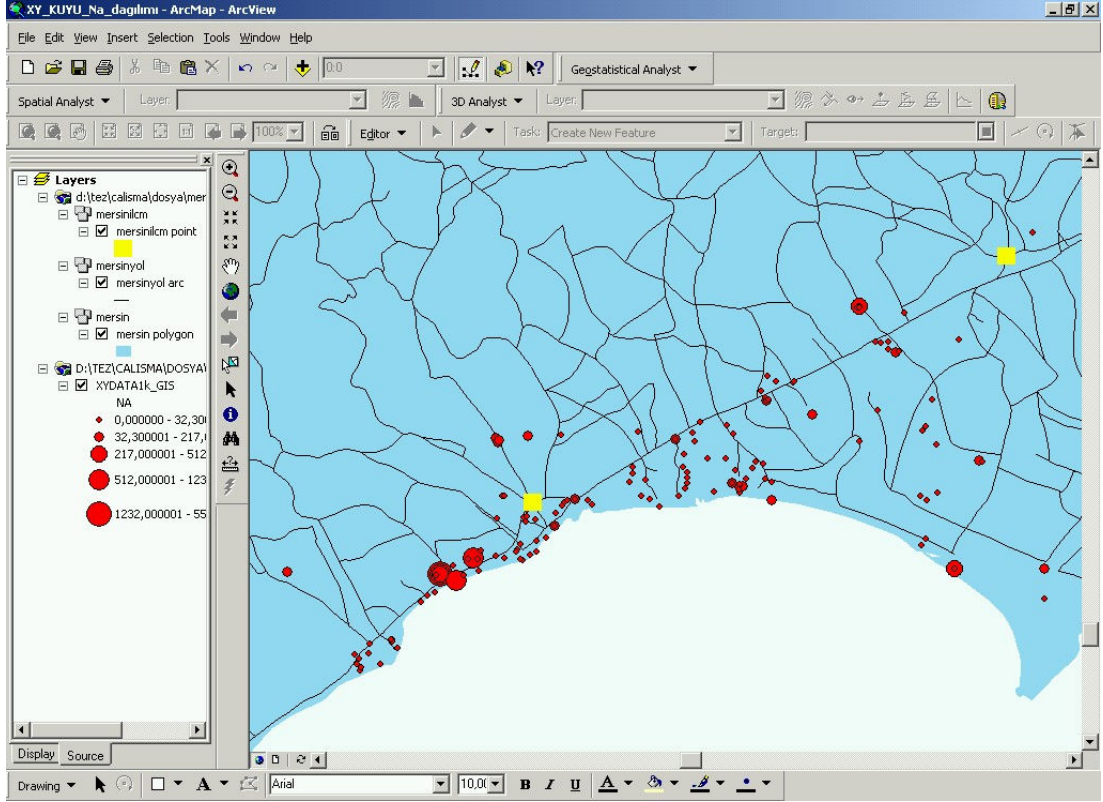 XY_KUYU_Na_dagılımı - ArcMap - ArcView
File Edit View Insert Selection Tools Window Help
0:0 Geostatistical Analyst
Spatial Analyst Layer: 3D Analyst Layer:
100% Editor Task: Create New Feature Target:
Layers
d:\tez\calisma\dosya\mer
mersinilcm
mersinilcm point
mersinyol
mersinyol arc
mersin
mersin polygon
D:\TEZ\CALISMA\DOSYA\
XYDATA1k_GIS
NA
0,000000 - 32,30
32,300001 - 217,
217,000001 - 512
512,000001 - 123
1232,000001 - 55
Display Source
Drawing A Arial 10,0 B I U A